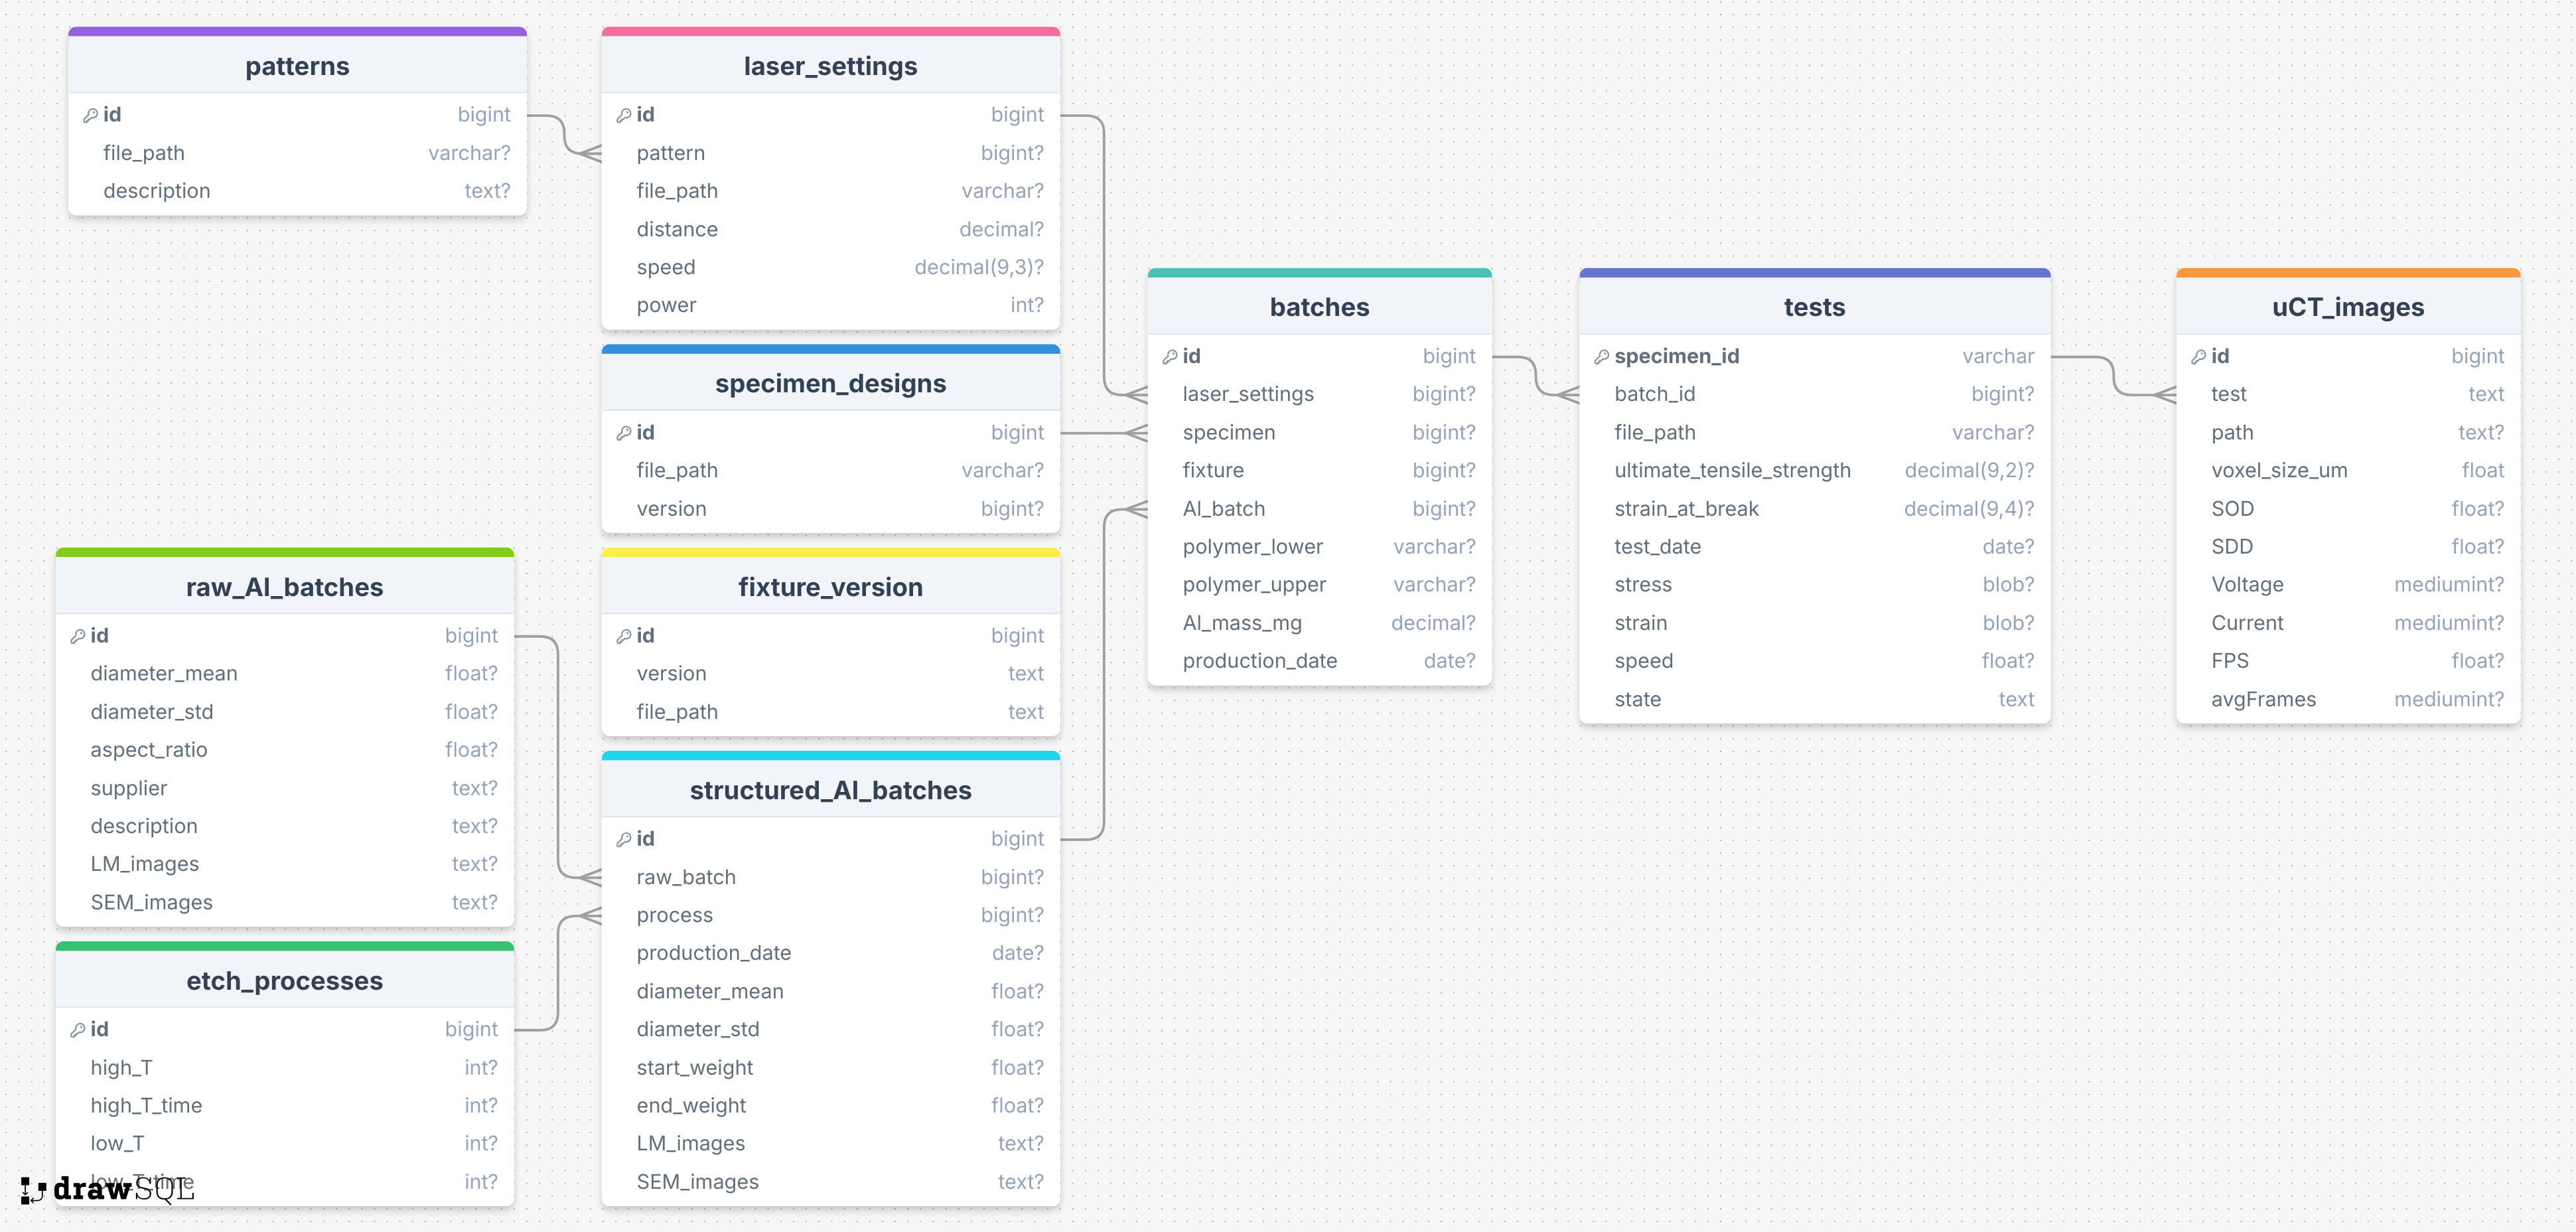 patterns
id bigint
file_path varchar?
description text?
laser_settings
id bigint
pattern bigint?
file_path varchar?
distance decimal?
speed decimal(9,3)?
power int?
specimen_designs
id bigint
file_path varchar?
version bigint?
raw_Al_batches
id bigint
diameter_mean float?
diameter_std float?
aspect_ratio float?
supplier text?
description text?
LM_images text?
SEM_images text?
fixture_version
id bigint
version text
file_path text
etch_processes
id bigint
high_T int?
high_T_time int?
low_T int?
low_T_time int?
structured_Al_batches
id bigint
raw_batch bigint?
process bigint?
production_date date?
diameter_mean float?
diameter_std float?
start_weight float?
end_weight float?
LM_images text?
SEM_images text?
batches
id bigint
laser_settings bigint?
specimen bigint?
fixture bigint?
Al_batch bigint?
polymer_lower varchar?
polymer_upper varchar?
Al_mass_mg decimal?
production_date date?
tests
specimen_id varchar
batch_id bigint?
file_path varchar?
ultimate_tensile_strength decimal(9,2)?
strain_at_break decimal(9,4)?
test_date date?
stress blob?
strain blob?
speed float?
state text
uCT_images
id bigint
test text
path text?
voxel_size_um float
SOD float?
SDD float?
Voltage mediumint?
Current mediumint?
FPS float?
avgFrames mediumint?
drawSQL